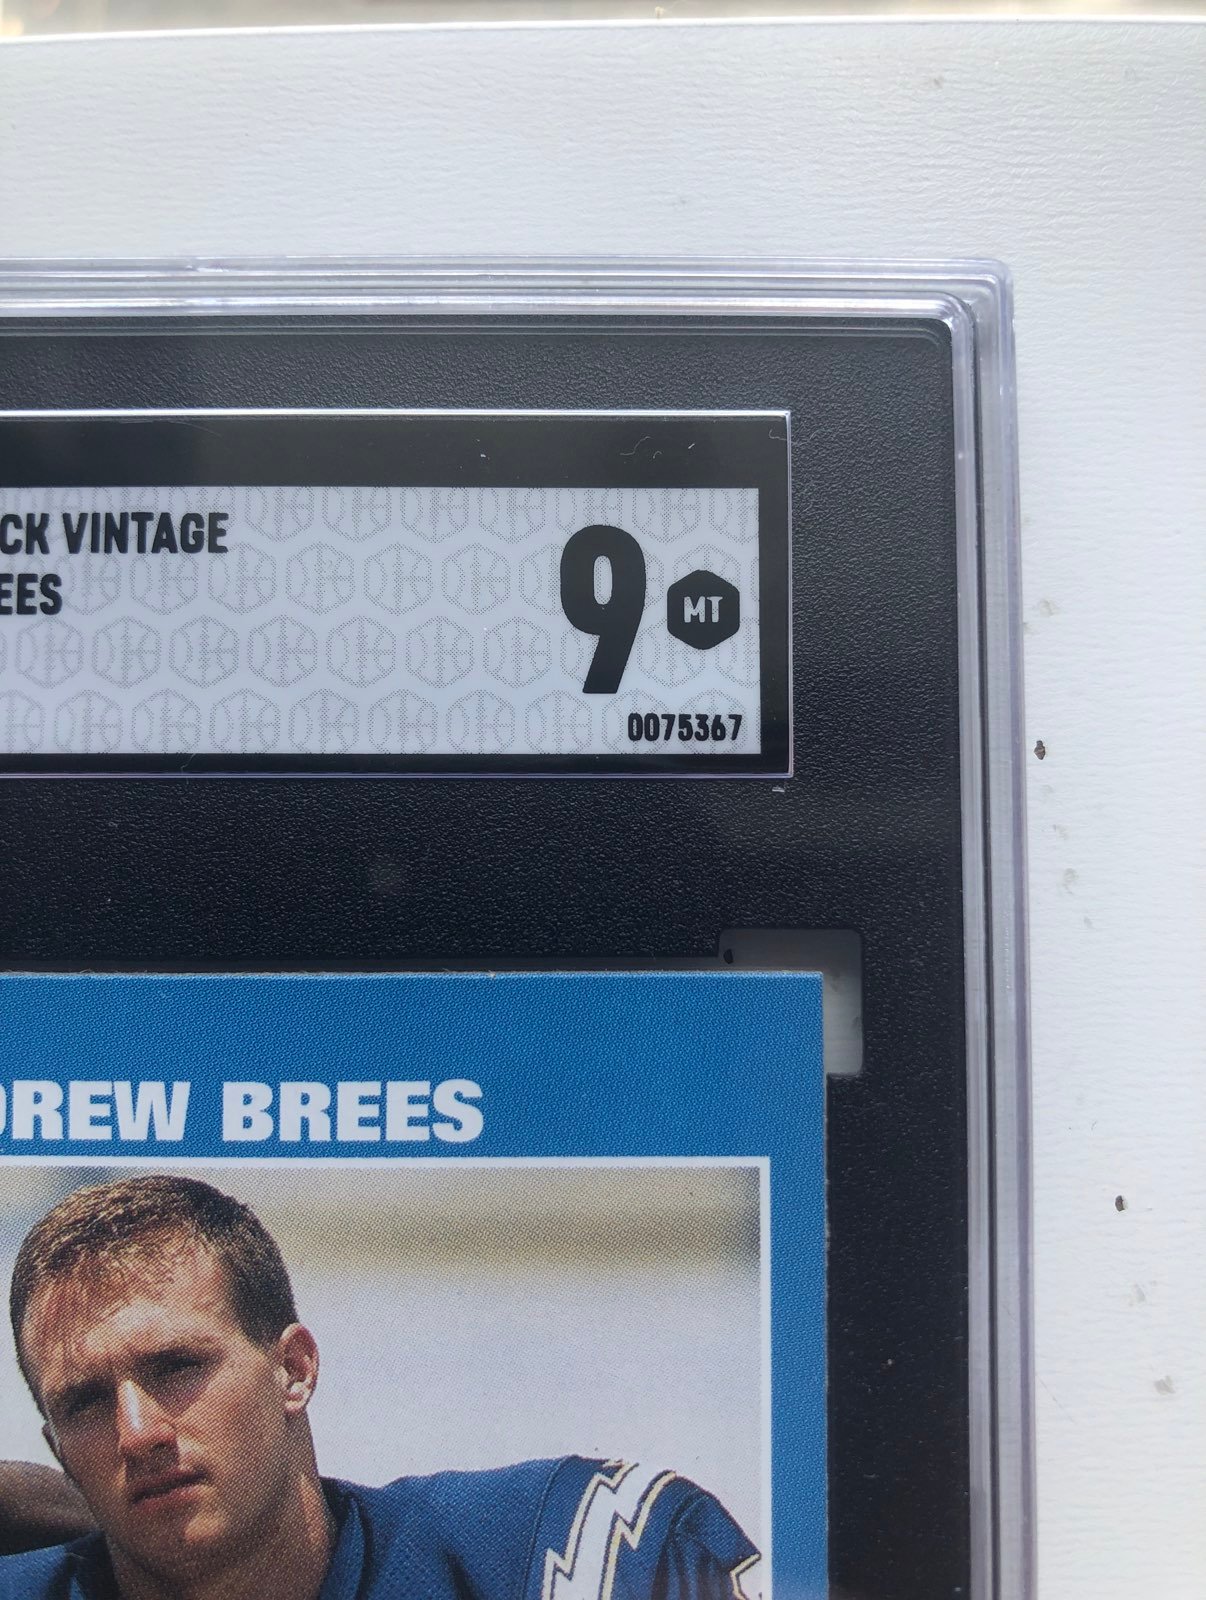 CK VINTAGE
EES
9 MT
0075367
DREW BREES